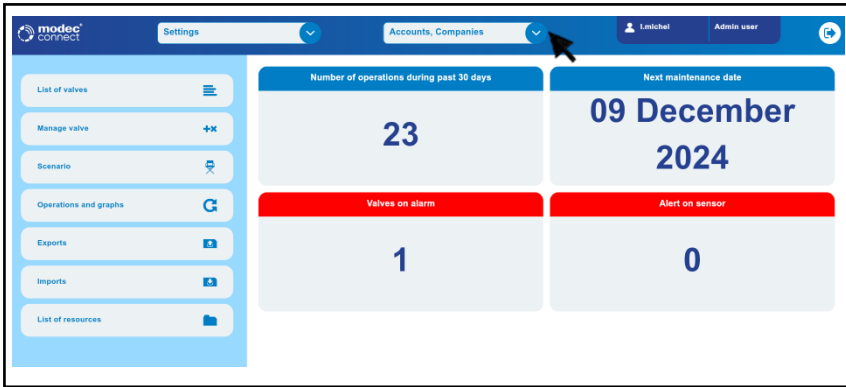 modec
connect
Settings
Accounts, Companies
l.michel
Admin user
List of valves
Manage valve
Scenario
Operations and graphs
Exports
Imports
List of resources
Number of operations during past 30 days
23
Next maintenance date
09 December
2024
Valves on alarm
1
Alert on sensor
0